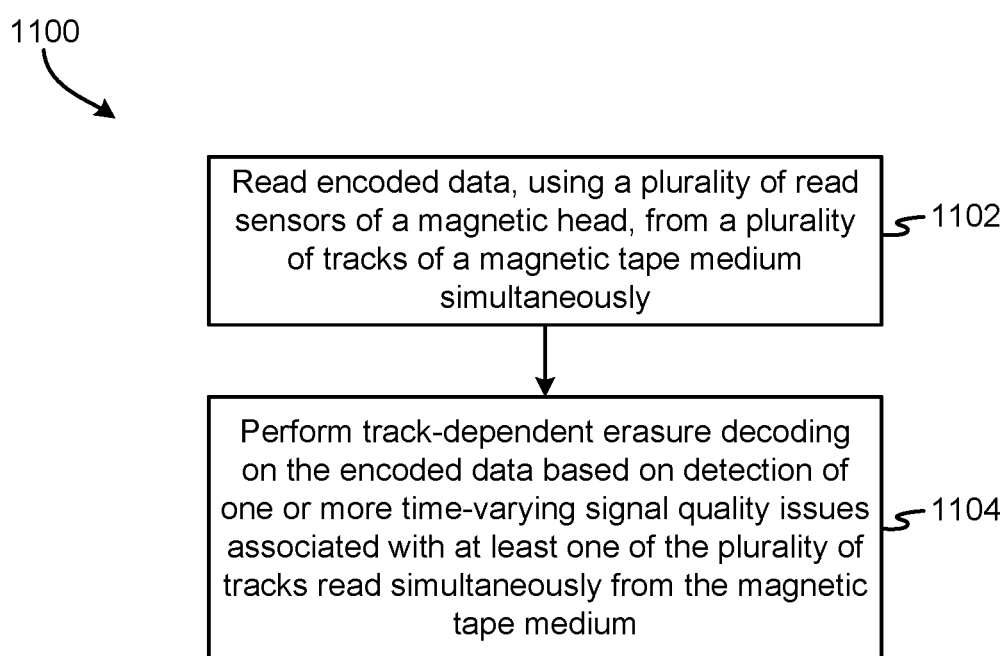 1100
Read encoded data, using a plurality of read
sensors of a magnetic head, from a plurality
of tracks of a magnetic tape medium
simultaneously
1102
Perform track-dependent erasure decoding
on the encoded data based on detection of
one or more time-varying signal quality issues
associated with at least one of the plurality of
tracks read simultaneously from the magnetic
tape medium
1104